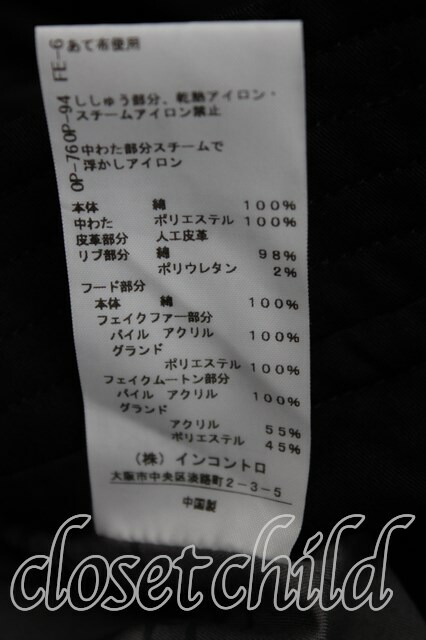 FE-6
0P-94
0P-76
あて布使用
ししゅう部分、乾熱アイロン・
スチームアイロン禁止
中わた部分スチームで
浮かしアイロン
本体 綿 100%
中わた ポリエステル 100%
皮革部分 人工皮革
リブ部分 綿 98%
ポリウレタン 2%
フード部分
本体 綿 100%
フェイクファー部分
パイル アクリル 100%
グランド
ポリエステル 100%
フェイクムートン部分
パイル アクリル 100%
グランド
アクリル 55%
ポリエステル 45%
(株)インコントロ
大阪市中央区淡路町2-3-5
中国製
closetchild